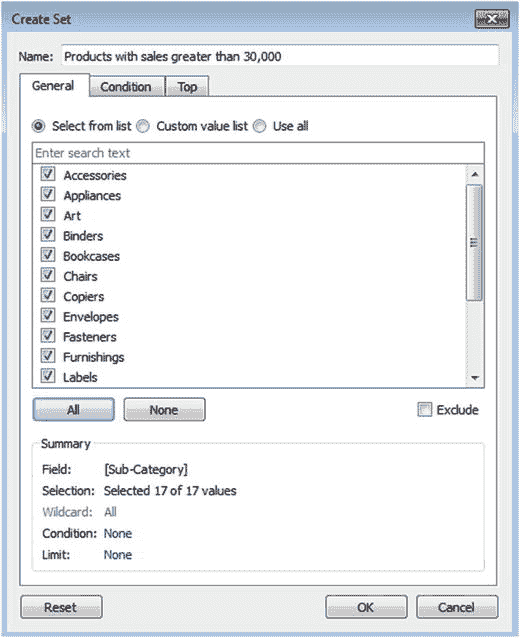 Create Set
Name: Products with sales greater than 30,000
General Condition Top
Select from list Custom value list Use all
Enter search text
Accessories
Appliances
Art
Binders
Bookcases
Chairs
Copiers
Envelopes
Fasteners
Furnishings
Labels
All None Exclude
Summary
Field: [Sub-Category]
Selection: Selected 17 of 17 values
Wildcard: All
Condition: None
Limit: None
Reset OK Cancel